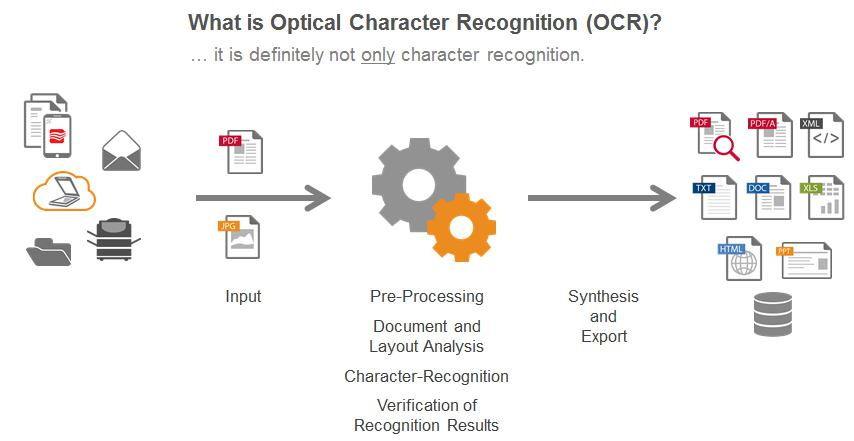 What is Optical Character Recognition (OCR)?
… it is definitely not only character recognition.
PDF
JPG
PDF
PDF/A
XML
</>
TXT
DOC
XLS
HTML
PPT
Input
Pre-Processing
Document and
Layout Analysis
Character-Recognition
Verification of
Recognition Results
Synthesis
and
Export